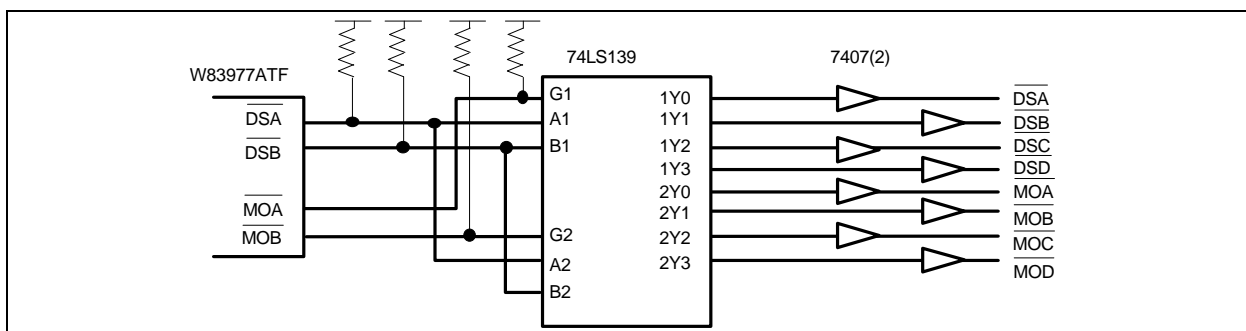 74LS139
7407(2)
W83977ATF
DSA
DSB
MOA
MOB
G1
A1
B1
G2
A2
B2
1Y0
1Y1
1Y2
1Y3
2Y0
2Y1
2Y2
2Y3
DSA
DSB
DSC
DSD
MOA
MOB
MOC
MOD